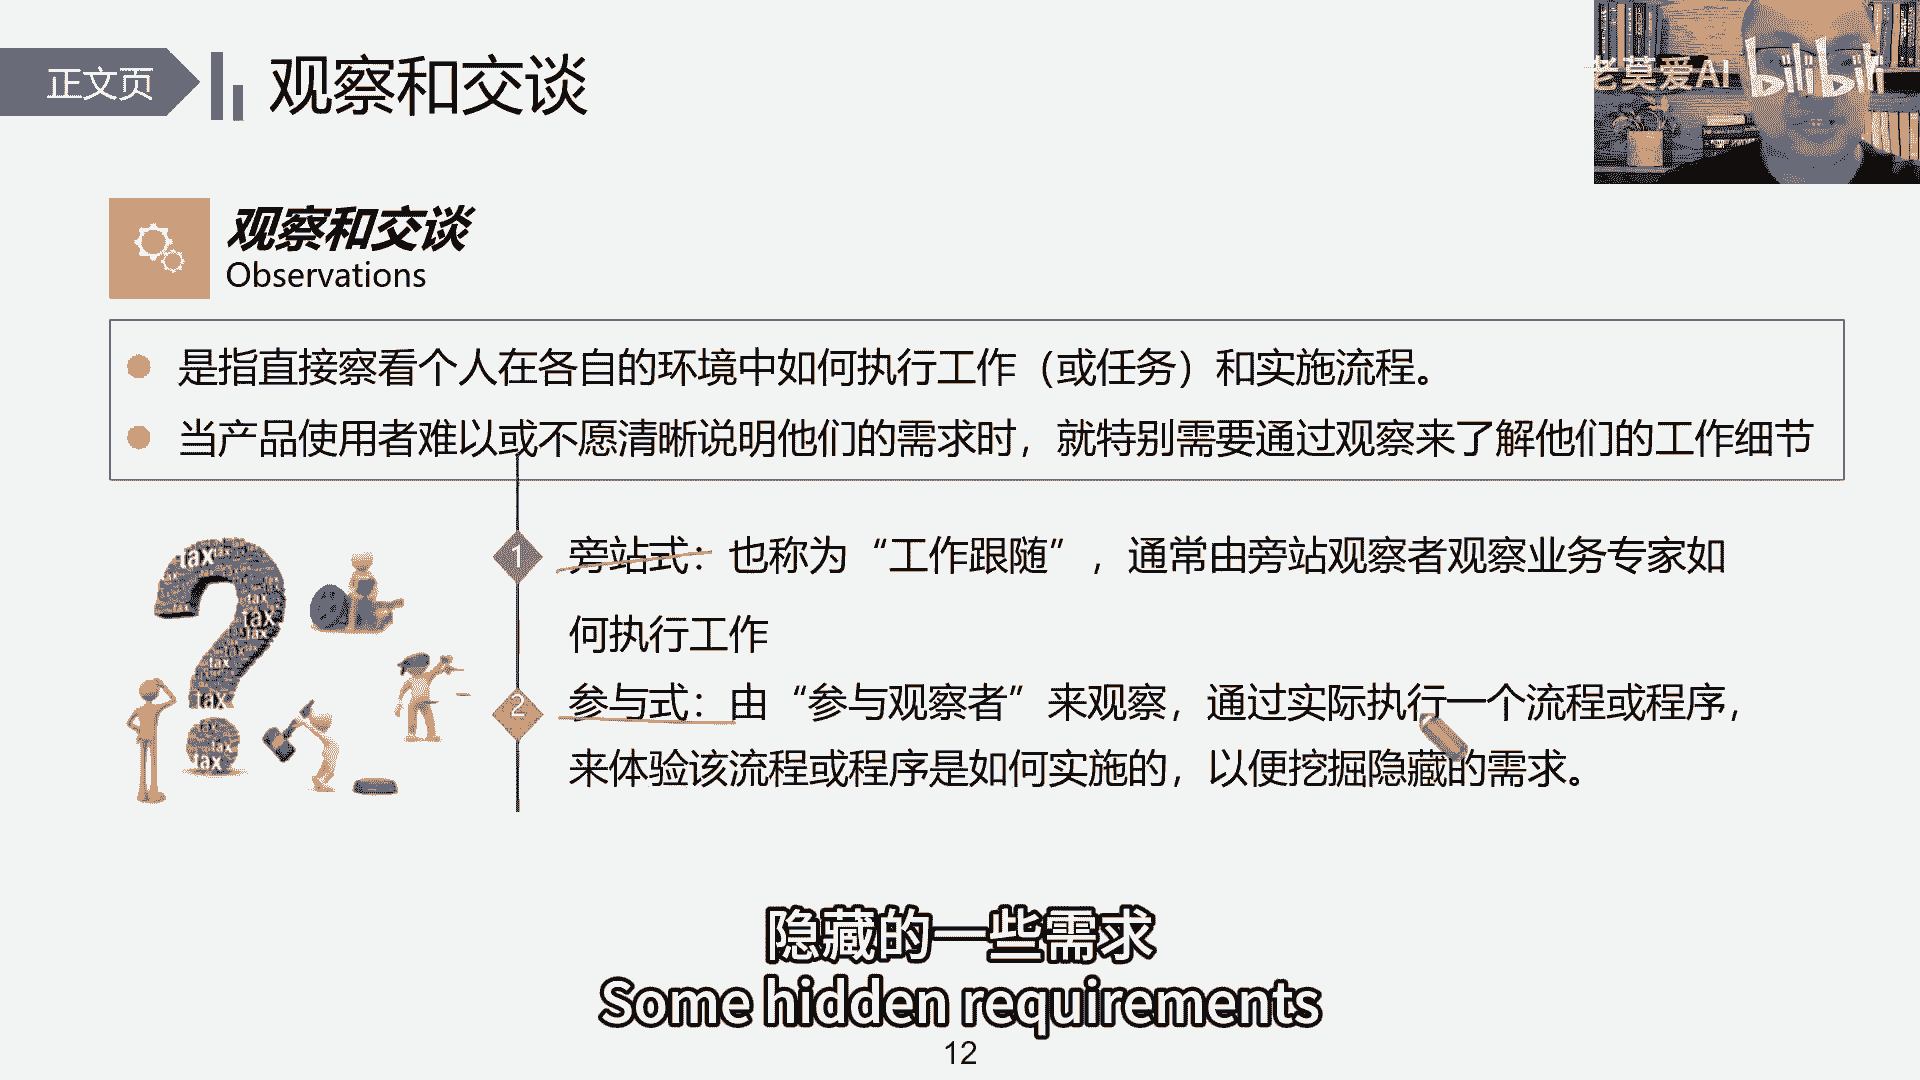 正文页
观察和交谈
老莫爱AI
bilibili
观察和交谈
Observations
是指直接察看个人在各自的环境中如何执行工作（或任务）和实施流程。
当产品使用者难以或不愿清晰说明他们的需求时，就特别需要通过观察来了解他们的工作细节
1
旁站式：也称为“工作跟随”，通常由旁站观察者观察业务专家如
何执行工作
2
参与式：由“参与观察者”来观察，通过实际执行一个流程或程序，
来体验该流程或程序是如何实施的，以便挖掘隐藏的需求。
tax
tax
tax
tax
tax
隐藏的一些需求
Some hidden requirements
12